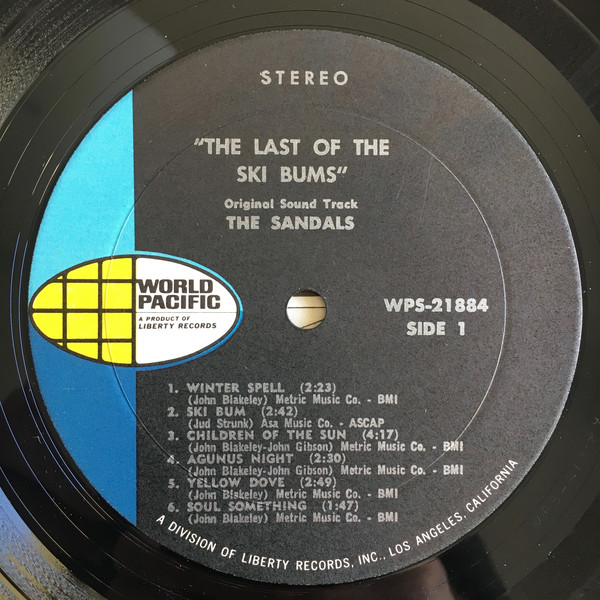 STEREO
"THE LAST OF THE
SKI BUMS"
Original Sound Track
THE SANDALS
WORLD
PACIFIC
A PRODUCT OF
LIBERTY RECORDS
WPS-21884
SIDE 1
1. WINTER SPELL (2:23)
(John Blakeley) Metric Music Co. - BMI
2. SKI BUM (2:42)
(Jud Strunk) Asa Music Co. - ASCAP
3. CHILDREN OF THE SUN (4:17)
(John Blakeley-John Gibson) Metric Music Co. - BMI
4. AGUNUS NIGHT (2:30)
(John Blakeley-John Gibson) Metric Music Co. - BMI
5. YELLOW DOVE (2:49)
(John Blakeley) Metric Music Co. - BMI
6. SOUL SOMETHING (1:47)
(John Blakeley) Metric Music Co. - BMI
A DIVISION OF LIBERTY RECORDS, INC., LOS ANGELES, CALIFORNIA